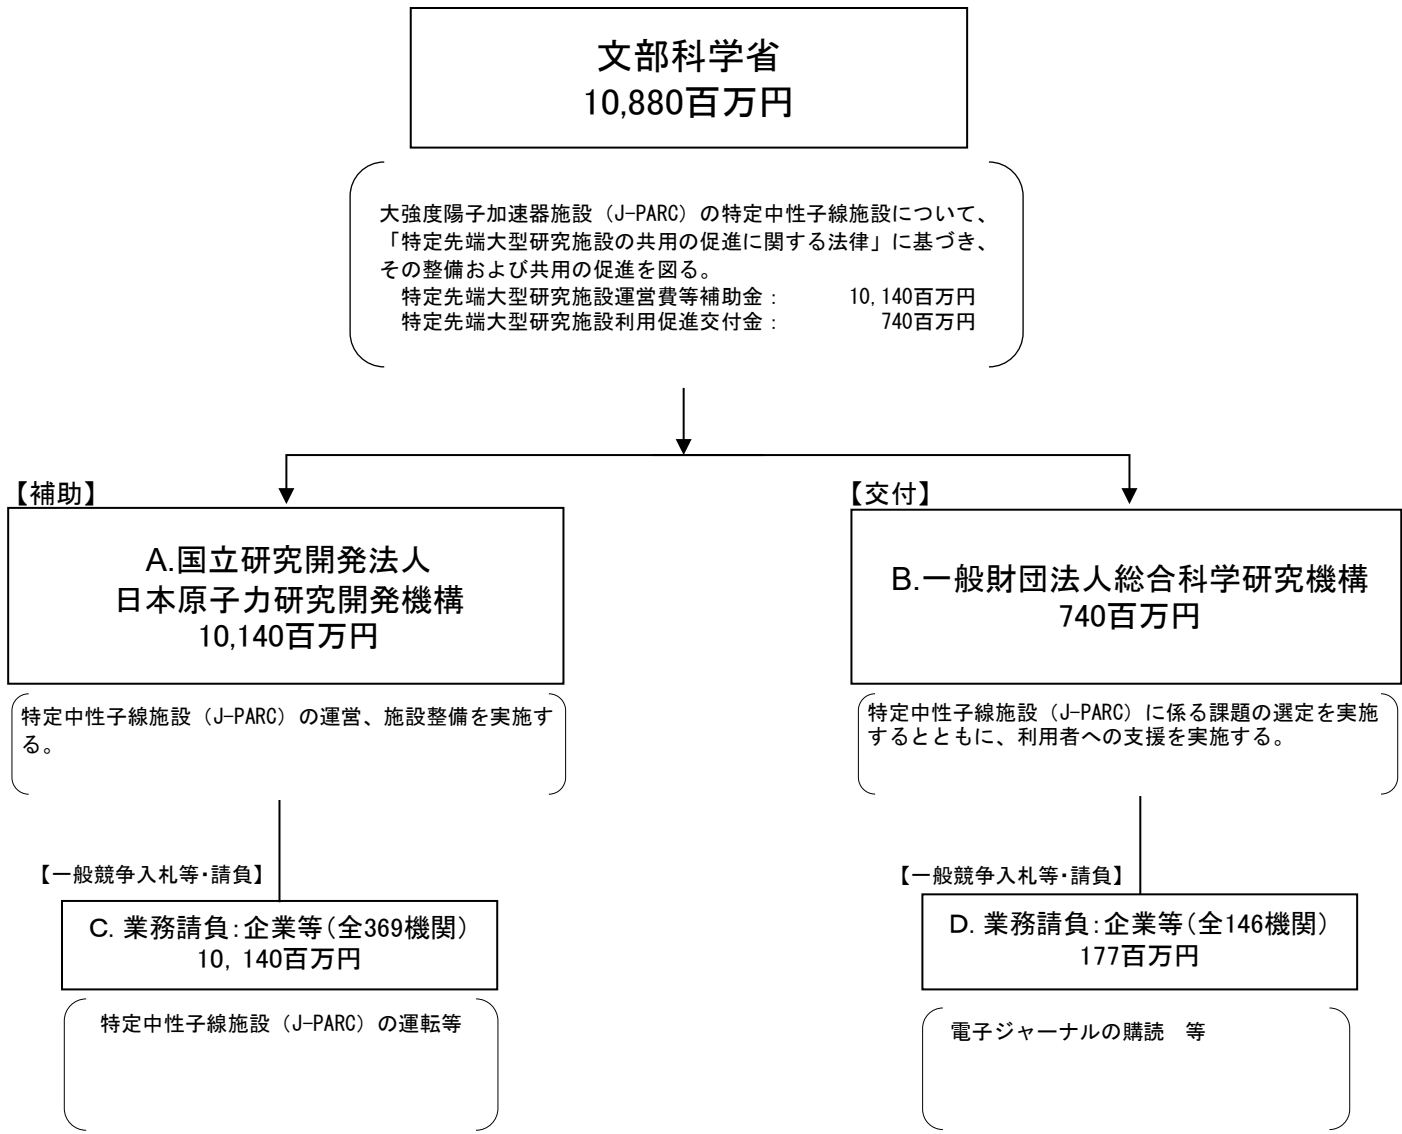 文部科学省
10,880百万円
大強度陽子加速器施設（J-PARC）の特定中性子線施設について、
「特定先端大型研究施設の共用の促進に関する法律」に基づき、
その整備および共用の促進を図る。
特定先端大型研究施設運営費等補助金： 10,140百万円
特定先端大型研究施設利用促進交付金： 740百万円
【補助】
A.国立研究開発法人
日本原子力研究開発機構
10,140百万円
特定中性子線施設（J-PARC）の運営、施設整備を実施す
る。
【一般競争入札等・請負】
C. 業務請負：企業等（全369機関）
10, 140百万円
特定中性子線施設（J-PARC）の運転等
【交付】
B.一般財団法人総合科学研究機構
740百万円
特定中性子線施設（J-PARC）に係る課題の選定を実施
するとともに、利用者への支援を実施する。
【一般競争入札等・請負】
D. 業務請負：企業等（全146機関）
177百万円
電子ジャーナルの購読　等